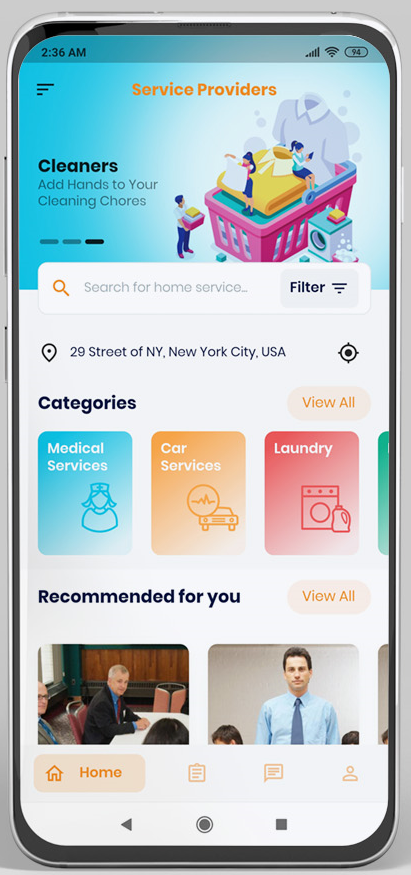 2:36 AM
94
Service Providers
Cleaners
Add Hands to Your
Cleaning Chores
Search for home service...
Filter
29 Street of NY, New York City, USA
Categories
View All
Medical
Services
Car
Services
Laundry
Recommended for you
View All
Home